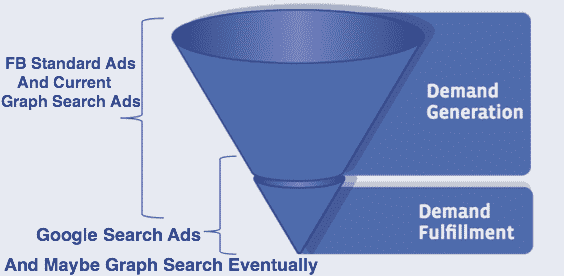 FB Standard Ads
And Current
Graph Search Ads
Demand
Generation
Google Search Ads
And Maybe Graph Search Eventually
Demand
Fulfillment